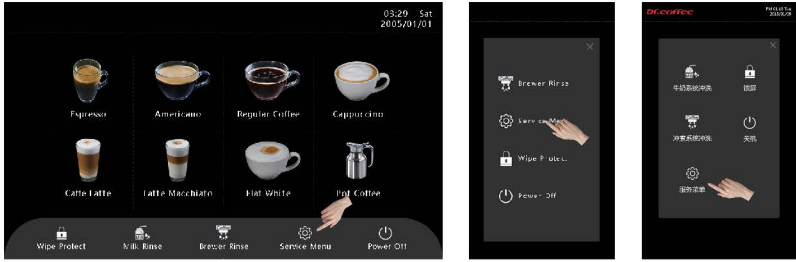 03:29 Sat
2005/01/01
Espresso
Americano
Regular Coffee
Cappuccino
Caffe Latte
Latte Macchiato
Flat White
Pot Coffee
Wipe Protect
Milk Rinse
Brewer Rinse
Service Menu
Power Off
Brewer Rinse
Service Menu
Wipe Protect
Power Off
Dr.coffee
牛奶系统冲洗
锁屏
冲煮系统冲洗
关机
服务菜单